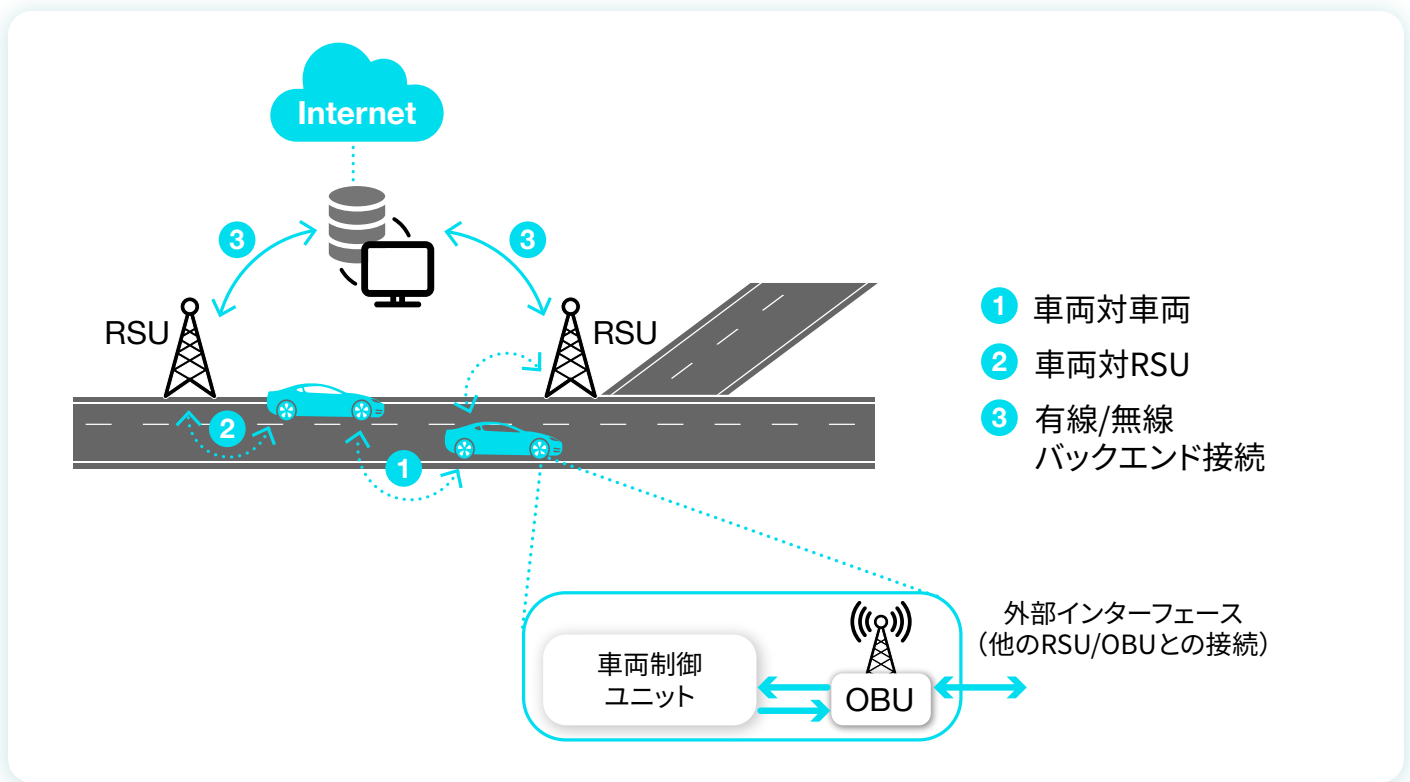 Internet
3
3
RSU
RSU
2
1
1 車両対車両
2 車両対RSU
3 有線/無線
バックエンド接続
車両制御
ユニット
OBU
外部インターフェース
（他のRSU/OBUとの接続）